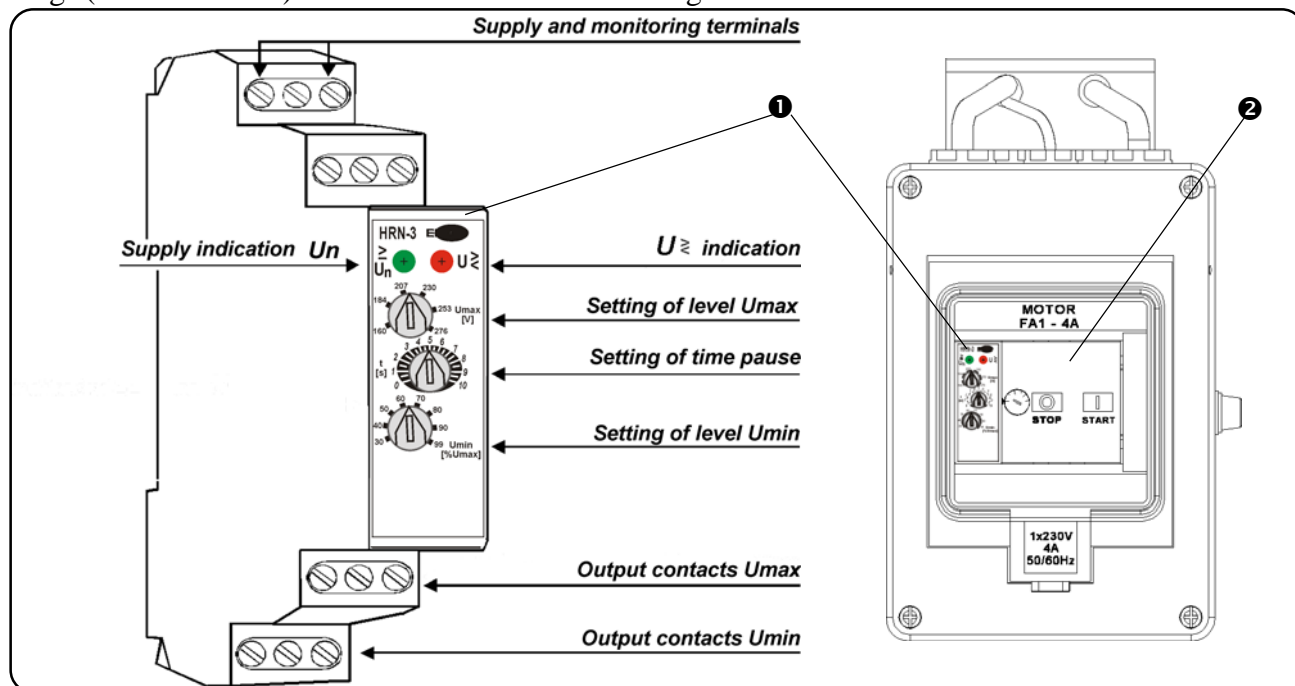 Supply and monitoring terminals
❶
❷
HRN-3 E
Supply indication Un
≥
Un
U≷
U ≷ indication
160 184 207 230 253 276
Umax
[V]
Setting of level Umax
t
[s]
0 1 2 3 4 5 6 7 8 9 10
Setting of time pause
30 40 50 60 70 80 90 99
Umin
[%Umax]
Setting of level Umin
Output contacts Umax
Output contacts Umin
MOTOR
FA1 - 4A
STOP
START
1x230V
4A
50/60Hz